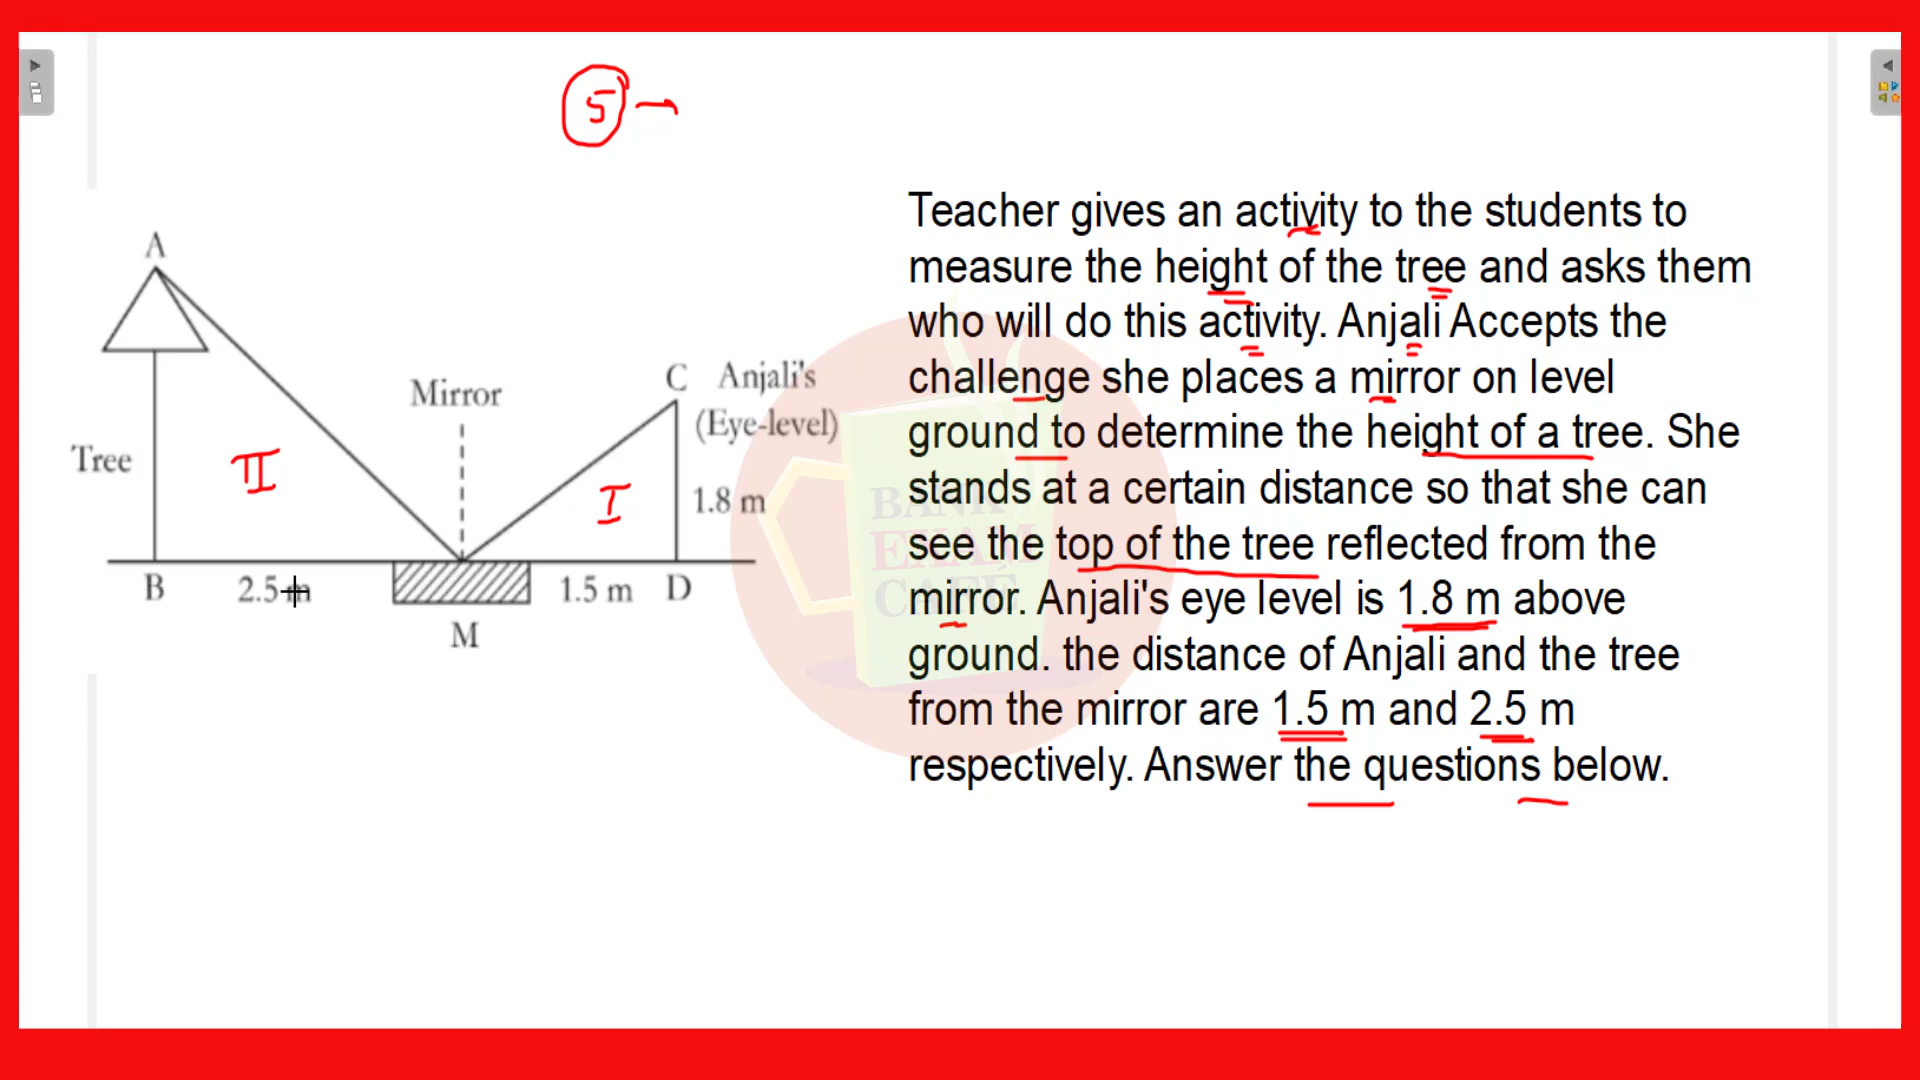 5
Teacher gives an activity to the students to
measure the height of the tree and asks them
who will do this activity. Anjali Accepts the
challenge she places a mirror on level
ground to determine the height of a tree. She
stands at a certain distance so that she can
see the top of the tree reflected from the
mirror. Anjali's eye level is 1.8 m above
ground. the distance of Anjali and the tree
from the mirror are 1.5 m and 2.5 m
respectively. Answer the questions below.
A
Mirror
C Anjali's
(Eye-level)
Tree
II
I
1.8 m
B 2.5 m 1.5 m D
M
BANK
EXAM
CAFÉ